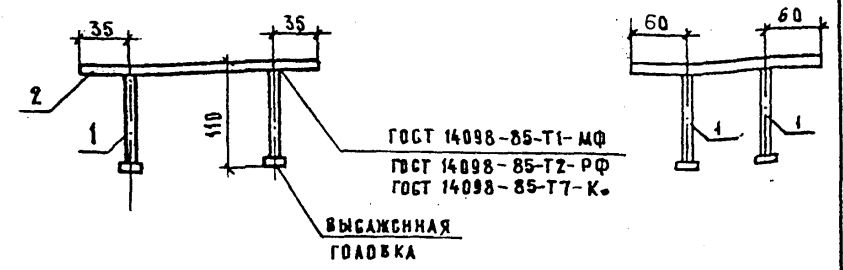 35
35
60
60
2
1
110
1
1
ГОСТ 14098-85-Т1-МФ
ГОСТ 14098-85-Т2-РФ
ГОСТ 14098-85-Т7-К.
ВЫСАЖЕННАЯ
ГОЛОВКА